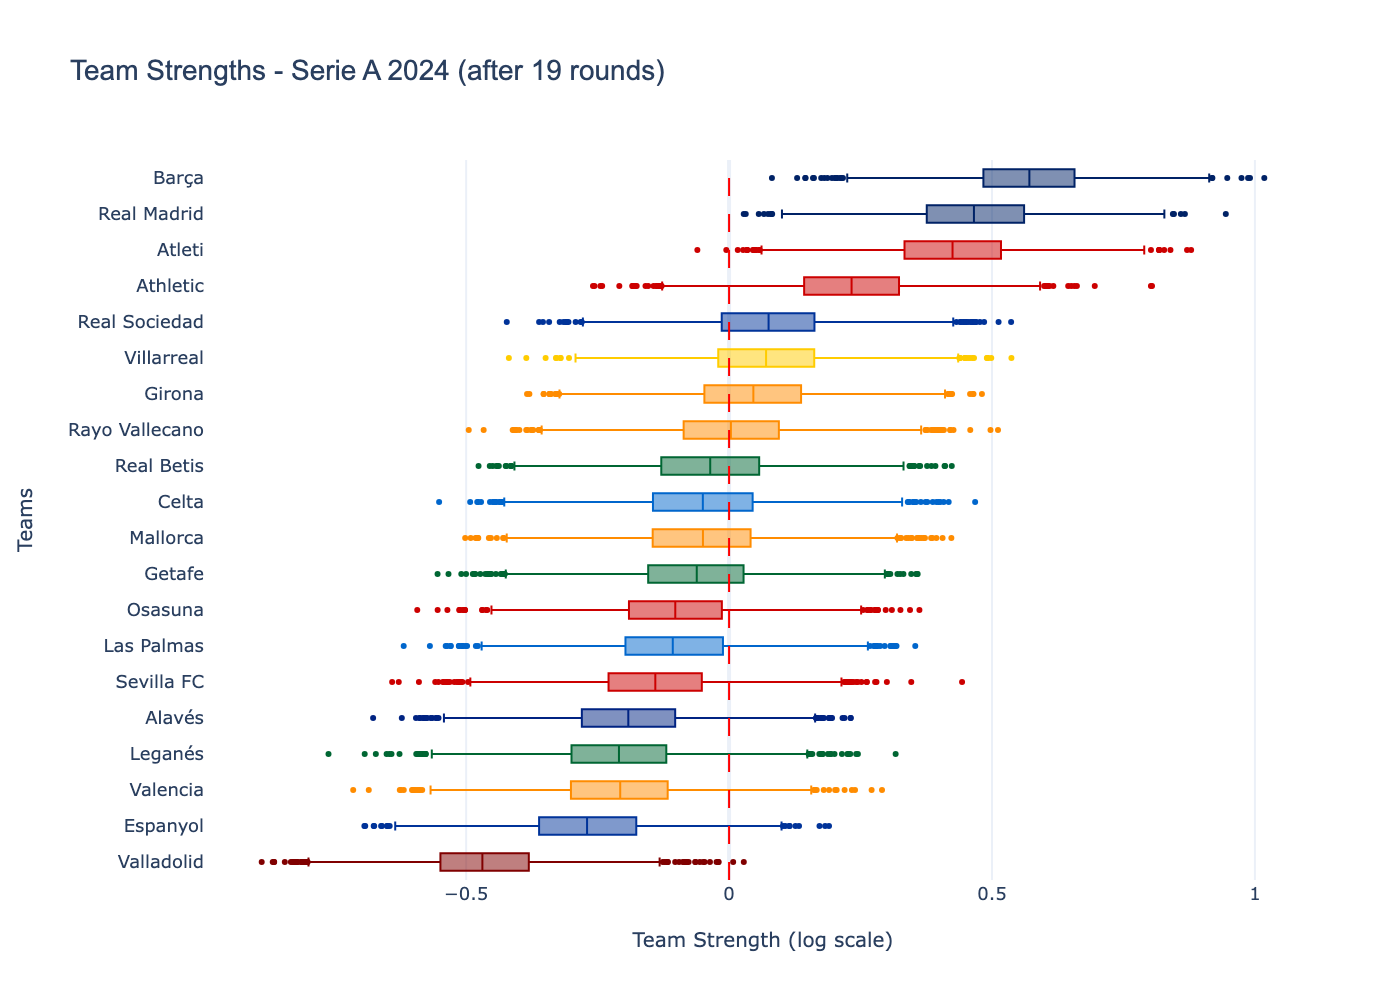 Team Strengths - Serie A 2024 (after 19 rounds)
Barça
Real Madrid
Atleti
Athletic
Real Sociedad
Villarreal
Girona
Rayo Vallecano
Real Betis
Celta
Mallorca
Getafe
Osasuna
Las Palmas
Sevilla FC
Alavés
Leganés
Valencia
Espanyol
Valladolid
Teams
−0.5
0
0.5
1
Team Strength (log scale)